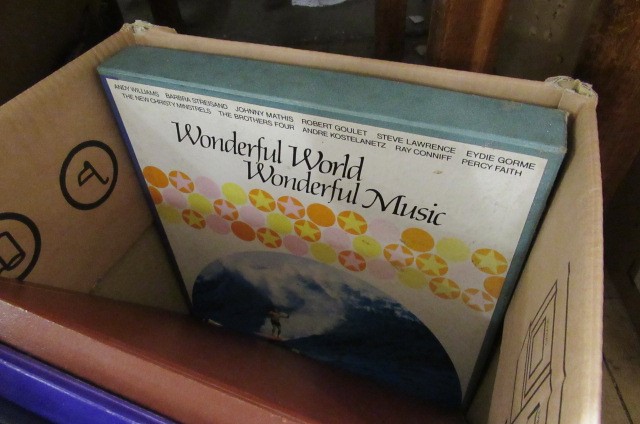 ANDY WILLIAMS BARBRA STREISAND JOHNNY MATHIS ROBERT GOULET STEVE LAWRENCE EYDIE GORME
THE NEW CHRISTY MINSTRELS THE BROTHERS FOUR ANDRE KOSTELANETZ RAY CONNIFF PERCY FAITH
Wonderful World
Wonderful Music